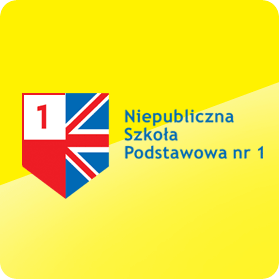 1
Niepubliczna
Szkoła
Podstawowa nr 1